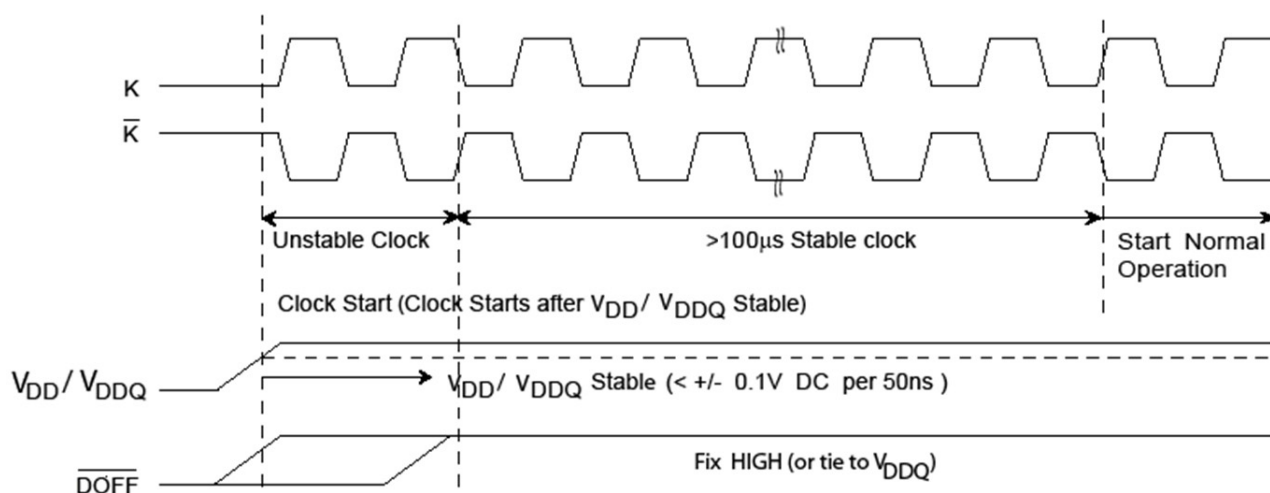 K
K̅
Unstable Clock
>100μs Stable clock
Start Normal
Operation
Clock Start (Clock Starts after VDD/ VDDQ Stable)
VDD/ VDDQ
VDD/ VDDQ Stable (< +/- 0.1V DC per 50ns )
DOFF
Fix HIGH (or tie to VDDQ)